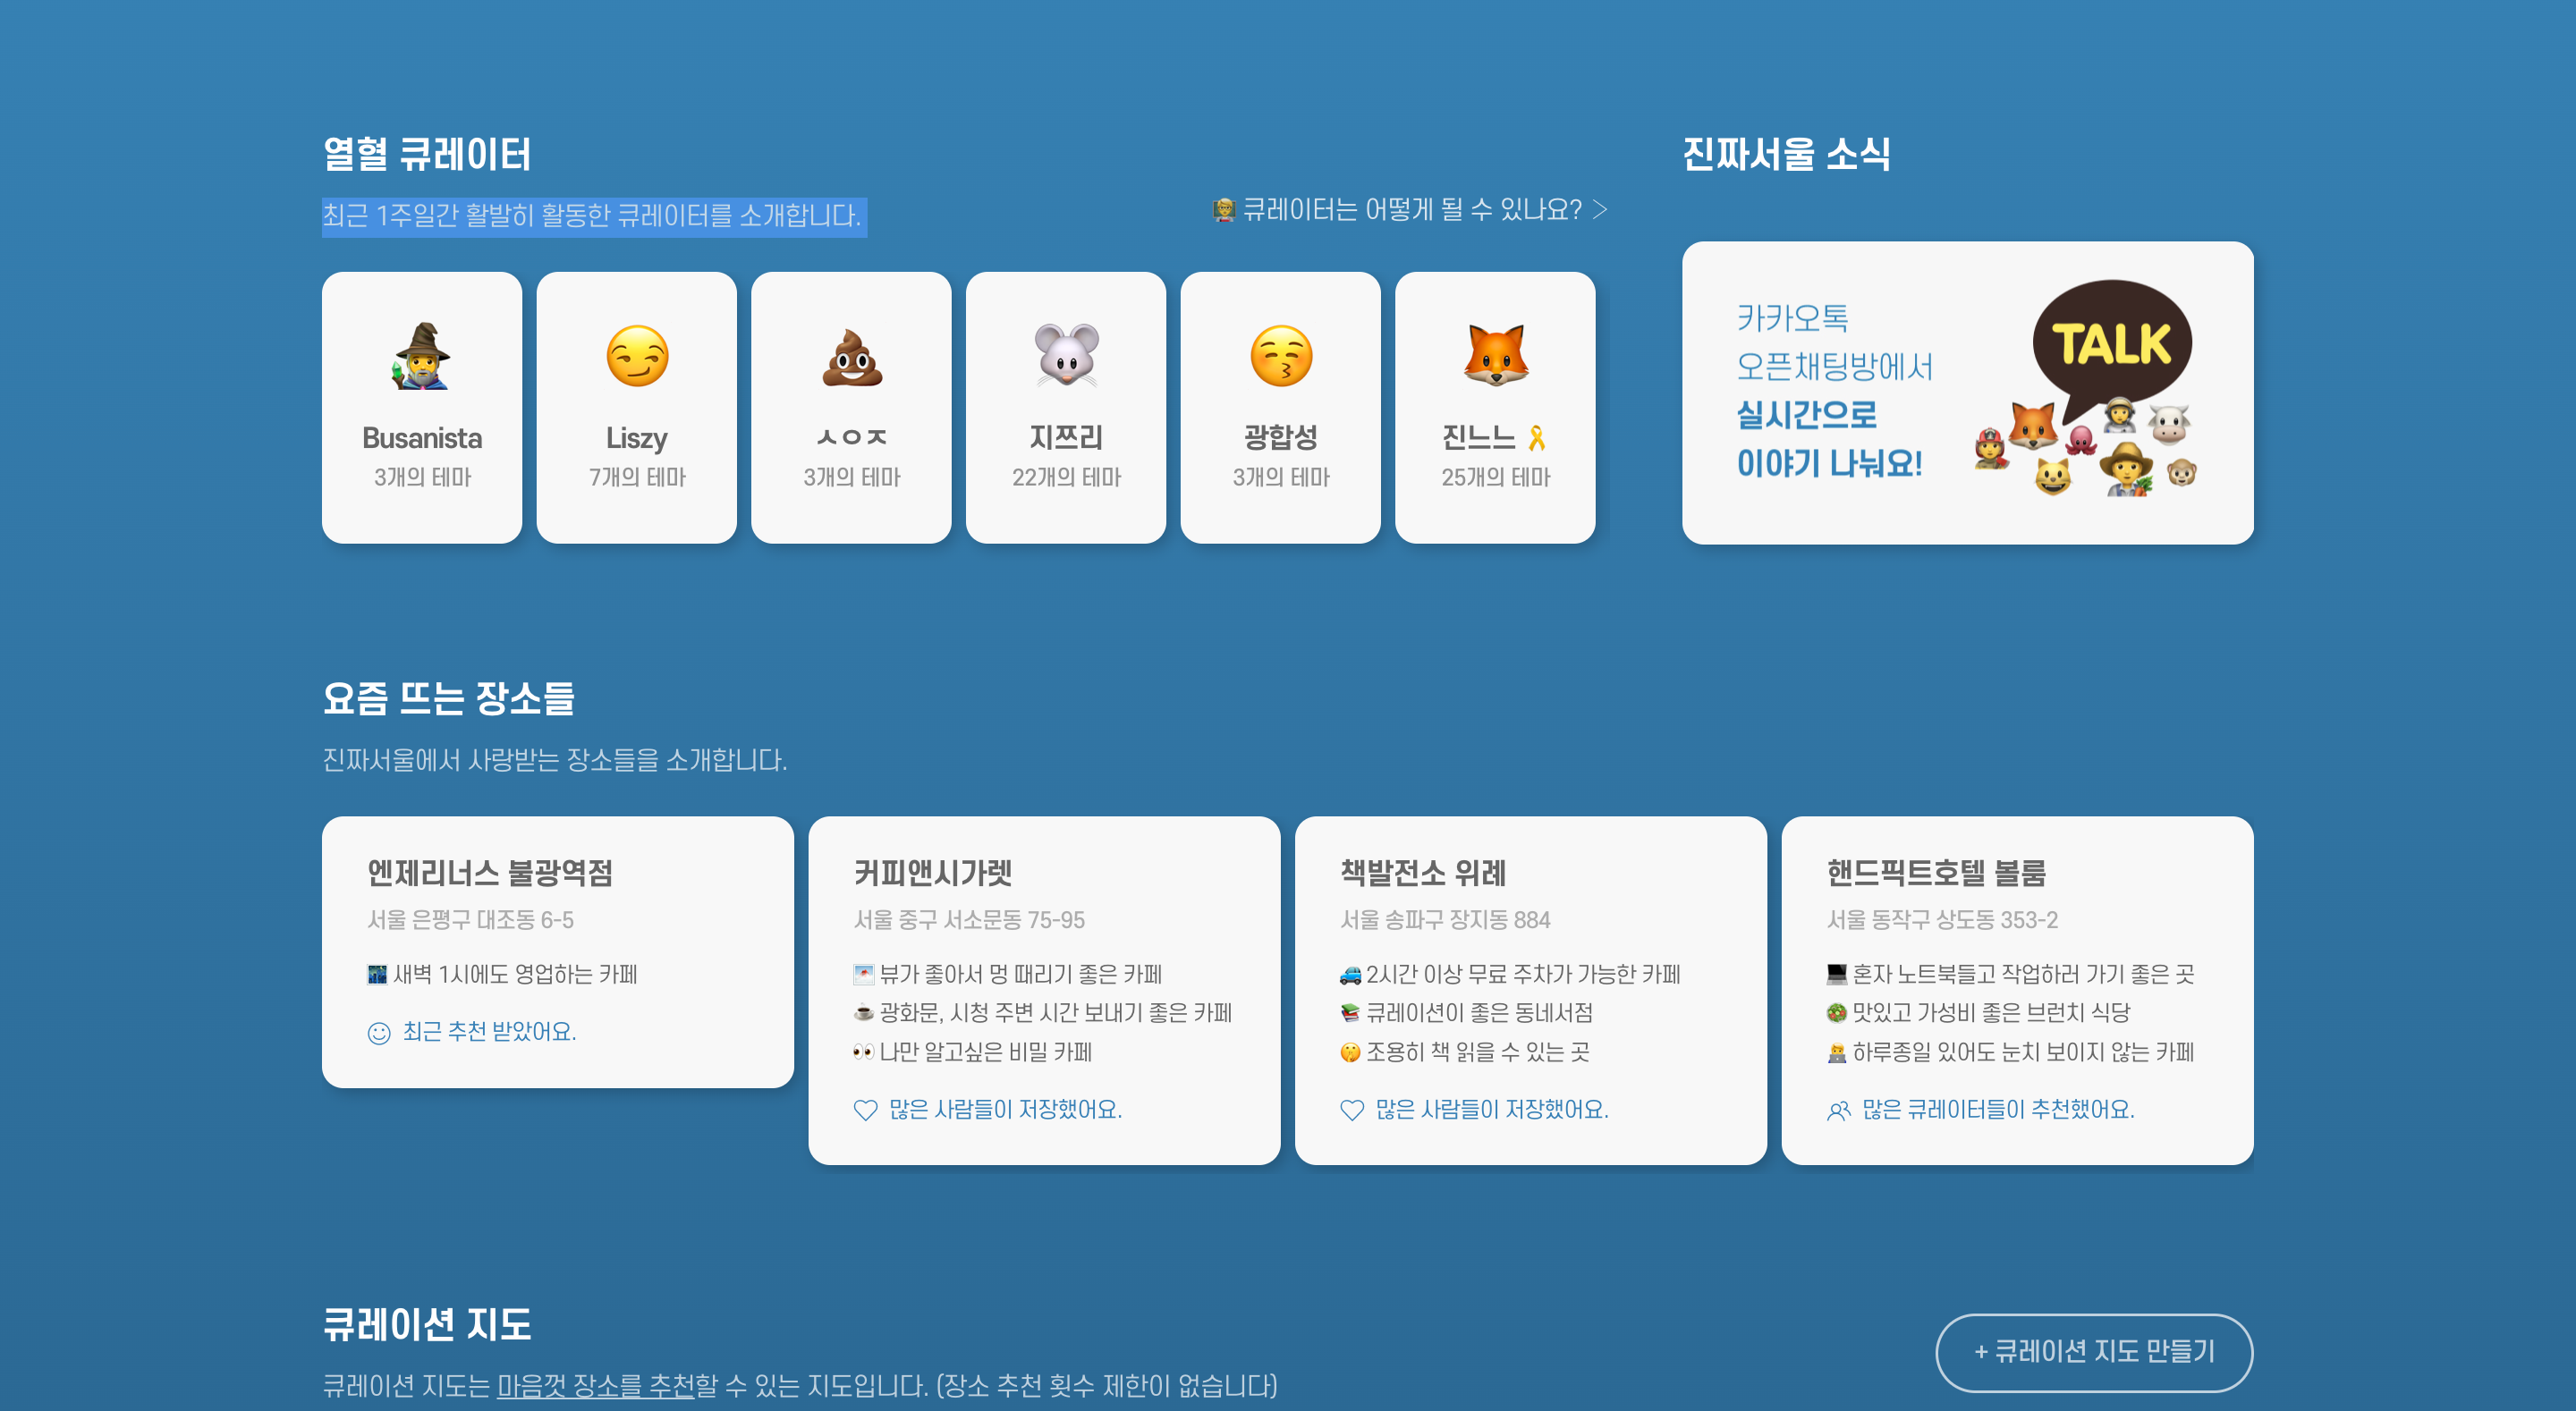 열혈 큐레이터
최근 1주일간 활발히 활동한 큐레이터를 소개합니다.
큐레이터는 어떻게 될 수 있나요? >
Busanista
3개의 테마
Liszy
7개의 테마
ㅅㅇㅈ
3개의 테마
지쯔리
22개의 테마
광합성
3개의 테마
진느느 🎗️
25개의 테마
진짜서울 소식
카카오톡
오픈채팅방에서
실시간으로
이야기 나눠요!
TALK
요즘 뜨는 장소들
진짜서울에서 사랑받는 장소들을 소개합니다.
엔제리너스 불광역점
서울 은평구 대조동 6-5
🌃 새벽 1시에도 영업하는 카페
최근 추천 받았어요.
커피앤시가렛
서울 중구 서소문동 75-95
뷰가 좋아서 멍 때리기 좋은 카페
☕ 광화문, 시청 주변 시간 보내기 좋은 카페
👀 나만 알고싶은 비밀 카페
많은 사람들이 저장했어요.
책발전소 위례
서울 송파구 장지동 884
🚙 2시간 이상 무료 주차가 가능한 카페
📚 큐레이션이 좋은 동네서점
🤫 조용히 책 읽을 수 있는 곳
많은 사람들이 저장했어요.
핸드픽트호텔 볼룸
서울 동작구 상도동 353-2
💻 혼자 노트북들고 작업하러 가기 좋은 곳
🥗 맛있고 가성비 좋은 브런치 식당
🧑‍💻 하루종일 있어도 눈치 보이지 않는 카페
많은 큐레이터들이 추천했어요.
큐레이션 지도
큐레이션 지도는 마음껏 장소를 추천할 수 있는 지도입니다. (장소 추천 횟수 제한이 없습니다)
+ 큐레이션 지도 만들기